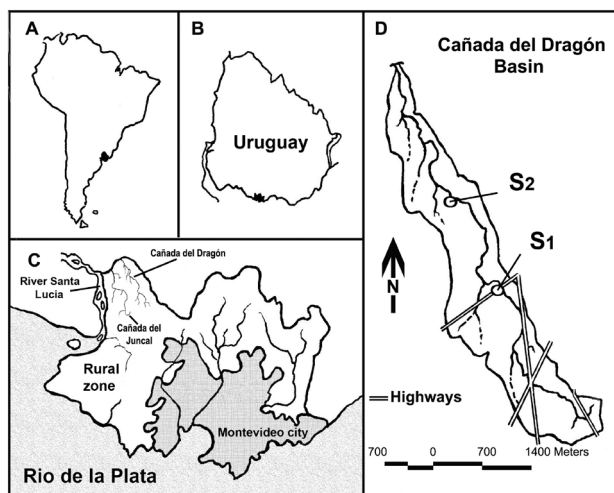 A
B
Uruguay
C
Cañada del Dragón
River Santa
Lucia
Cañada del
Juncal
Rural
zone
Montevideo city
Rio de la Plata
D
Cañada del Dragón
Basin
S2
S1
N
Highways
700 0 700 1400 Meters